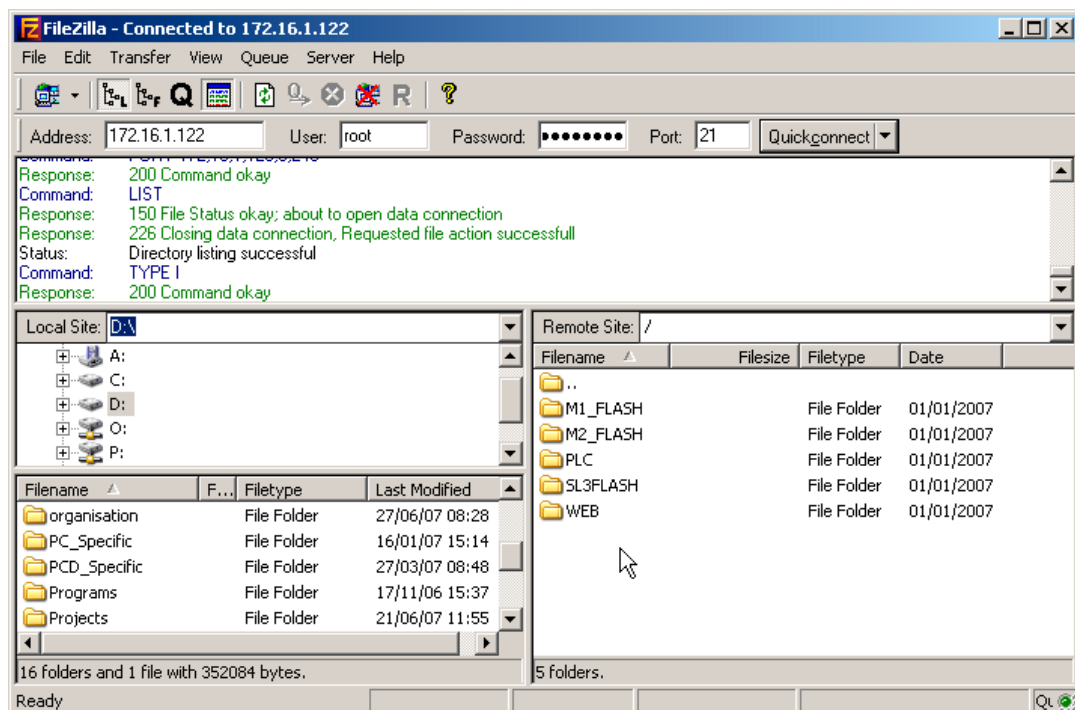 FileZilla - Connected to 172.16.1.122
File Edit Transfer View Queue Server Help
Address: 172.16.1.122 User: root Password: •••••••• Port: 21 Quickconnect
Response: 200 Command okay
Command: LIST
Response: 150 File Status okay; about to open data connection
Response: 226 Closing data connection, Requested file action successfull
Status: Directory listing successful
Command: TYPE I
Response: 200 Command okay
Local Site: D:\
A:
C:
D:
O:
P:
Filename F... Filetype Last Modified
organisation File Folder 27/06/07 08:28
PC_Specific File Folder 16/01/07 15:14
PCD_Specific File Folder 27/03/07 08:48
Programs File Folder 17/11/06 15:37
Projects File Folder 21/06/07 11:55
16 folders and 1 file with 352084 bytes.
Remote Site: /
Filename Filesize Filetype Date
..
M1_FLASH File Folder 01/01/2007
M2_FLASH File Folder 01/01/2007
PLC File Folder 01/01/2007
SL3FLASH File Folder 01/01/2007
WEB File Folder 01/01/2007
5 folders.
Ready